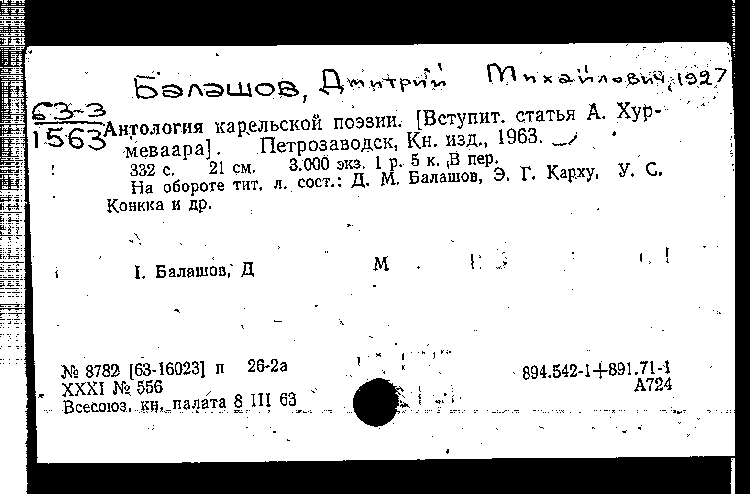 Балашов, Дмитрий Михайлович, 1927
63-3
1563
Антология карельской поэзии. [Вступит. статья А. Хур-
меваара]. Петрозаводск, Кн. изд., 1963.
332 с. 21 см. 3.000 экз. 1 р. 5 к. В пер.
На обороте тит. л. сост.: Д. М. Балашов, Э. Г. Карху, У. С.
Конкка и др.
I. Балашов, Д М
№ 8782 [63-16023] п 26-2а
XXXI № 556
Всесоюз. кн. палата 8 III 63
894.542-1+891.71-1
А724